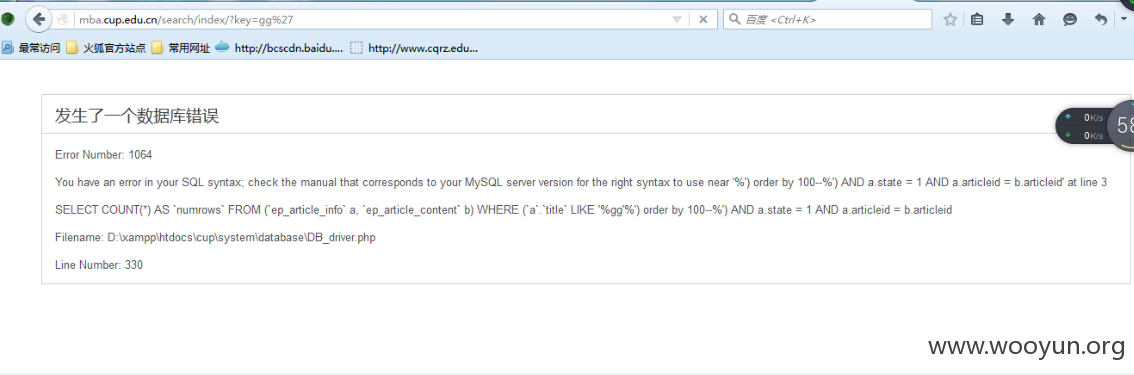 mba.cup.edu.cn/search/index/?key=gg%27
百度 <Ctrl+K>
最常访问 火狐官方站点 常用网址 http://bcscdn.baidu.... http://www.cqrz.edu...
发生了一个数据库错误
0K/s
58
0K/s
Error Number: 1064
You have an error in your SQL syntax; check the manual that corresponds to your MySQL server version for the right syntax to use near '%') order by 100--%') AND a.state = 1 AND a.articleid = b.articleid' at line 3
SELECT COUNT(*) AS `numrows` FROM (`ep_article_info` a, `ep_article_content` b) WHERE (`a`.`title` LIKE '%gg'%') order by 100--%') AND a.state = 1 AND a.articleid = b.articleid
Filename: D:\xampp\htdocs\cup\system\database\DB_driver.php
Line Number: 330
www.wooyun.org